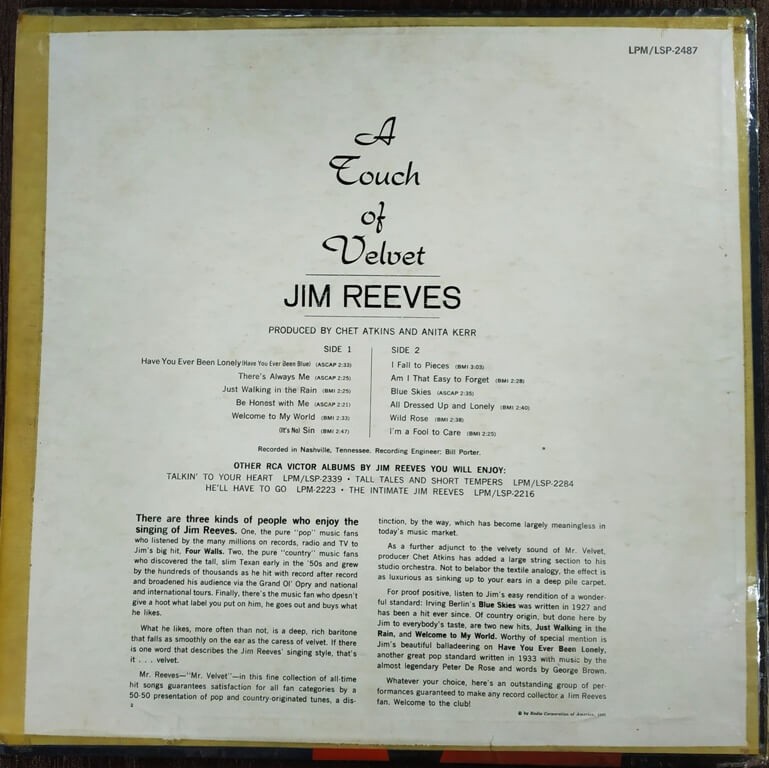 LPM/LSP-2487
A
Touch
of
Velvet
JIM REEVES
PRODUCED BY CHET ATKINS AND ANITA KERR
SIDE 1
Have You Ever Been Lonely (Have You Ever Been Blue) (ASCAP 2:33)
There's Always Me (ASCAP 2:25)
Just Walking in the Rain (BMI 2:25)
Be Honest with Me (ASCAP 2:21)
Welcome to My World (BMI 2:33)
(It's No) Sin (BMI 2:47)
SIDE 2
I Fall to Pieces (BMI 3:03)
Am I That Easy to Forget (BMI 2:28)
Blue Skies (ASCAP 2:35)
All Dressed Up and Lonely (BMI 2:40)
Wild Rose (BMI 2:38)
I'm a Fool to Care (BMI 2:25)
Recorded in Nashville, Tennessee. Recording Engineer: Bill Porter.
OTHER RCA VICTOR ALBUMS BY JIM REEVES YOU WILL ENJOY:
TALKIN' TO YOUR HEART LPM/LSP-2339 • TALL TALES AND SHORT TEMPERS LPM/LSP-2284
HE'LL HAVE TO GO LPM-2223 • THE INTIMATE JIM REEVES LPM/LSP-2216
There are three kinds of people who enjoy the
singing of Jim Reeves. One, the pure "pop" music fans
who listened by the many millions on records, radio and TV to
Jim's big hit, Four Walls. Two, the pure "country" music fans
who discovered the tall, slim Texan early in the '50s and grew
by the hundreds of thousands as he hit with record after record
and broadened his audience via the Grand Ol' Opry and national
and international tours. Finally, there's the music fan who doesn't
give a hoot what label you put on him, he goes out and buys what
he likes.
What he likes, more often than not, is a deep, rich baritone
that falls as smoothly on the ear as the caress of velvet. If there
is one word that describes the Jim Reeves' singing style, that's
it . . . velvet.
Mr. Reeves—"Mr. Velvet"—in this fine collection of all-time
hit songs guarantees satisfaction for all fan categories by a
50-50 presentation of pop and country-originated tunes, a dis-
tinction, by the way, which has become largely meaningless in
today's music market.
As a further adjunct to the velvety sound of Mr. Velvet,
producer Chet Atkins has added a large string section to his
studio orchestra. Not to belabor the textile analogy, the effect is
as luxurious as sinking up to your ears in a deep pile carpet.
For proof positive, listen to Jim's easy rendition of a wonder-
ful standard: Irving Berlin's Blue Skies was written in 1927 and
has been a hit ever since. Of country origin, but done here by
Jim to everybody's taste, are two new hits, Just Walking in the
Rain, and Welcome to My World. Worthy of special mention is
Jim's beautiful balladeering on Have You Ever Been Lonely,
another great pop standard written in 1933 with music by the
almost legendary Peter De Rose and words by George Brown.
Whatever your choice, here's an outstanding group of per-
formances guaranteed to make any record collector a Jim Reeves
fan. Welcome to the club!
© by Radio Corporation of America,